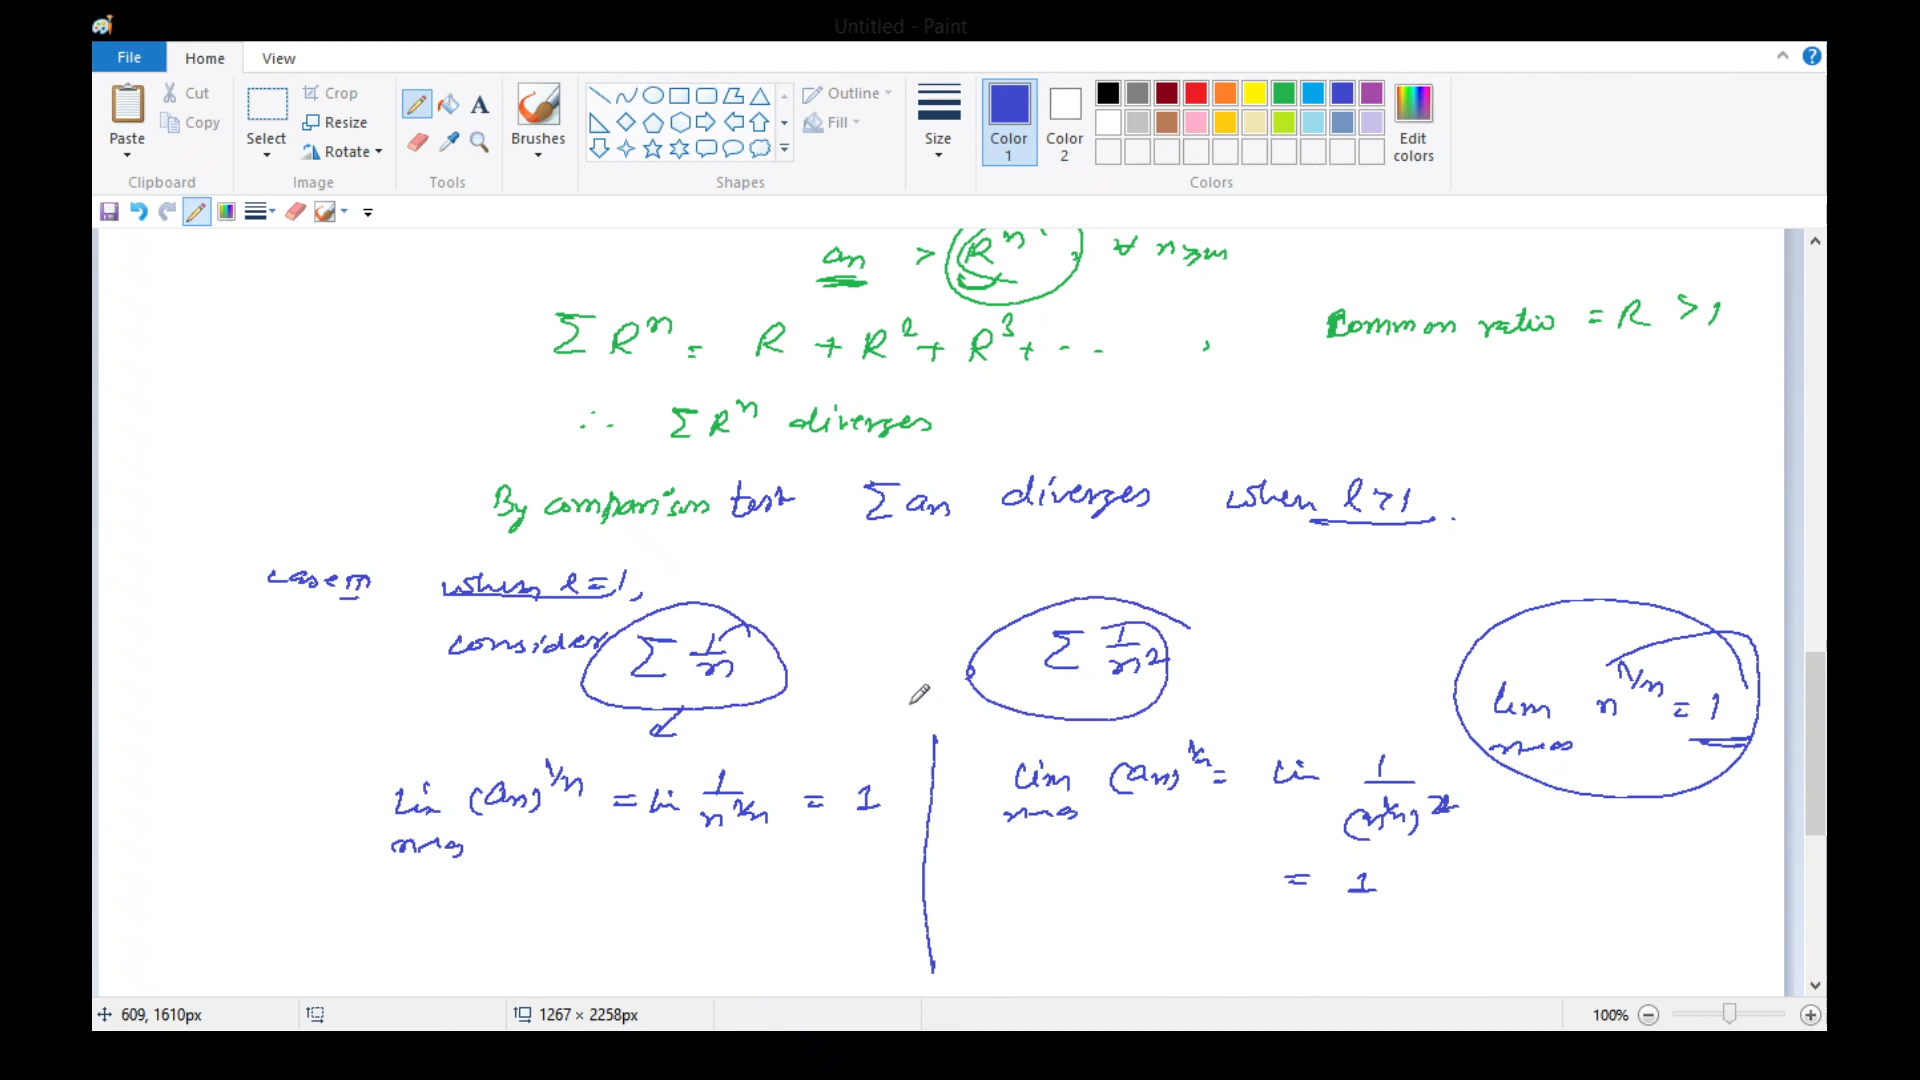 Untitled - Paint
File Home View
Paste Cut Copy Select Crop Resize Rotate Brushes Outline Fill Size Color 1 Color 2 Edit colors
Clipboard Image Tools Shapes Colors
an > R^n, ∀ n≥m
Σ R^n = R + R^2 + R^3 + -- , Common ratio = R > 1
∴ Σ R^n diverges
By comparison test Σ an diverges when l > 1.
case III when l = 1,
consider Σ 1/n Σ 1/n^2
lim n→∞ n^1/n = 1
lim n→∞ (an)^1/n = li 1/n^1/n = 1
lim n→∞ (an)^1/n = li 1/(n^1/n)^2
= 1
609, 1610px 1267 × 2258px 100%